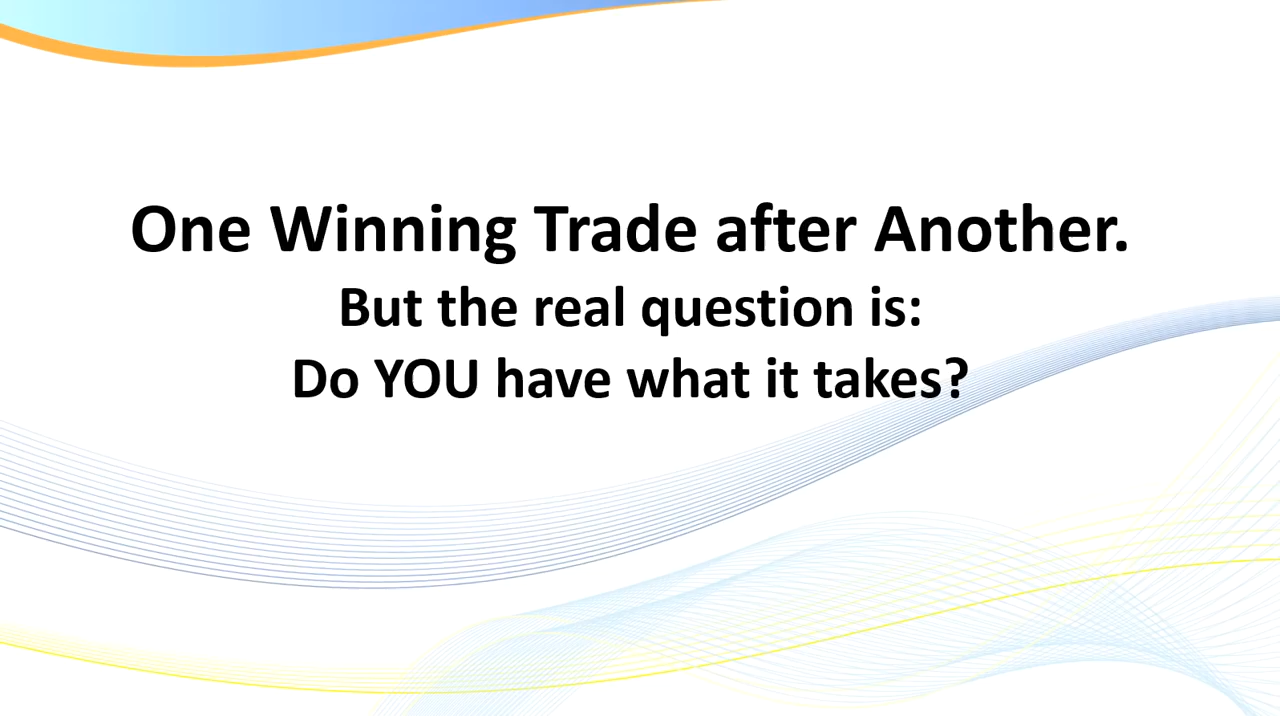 One Winning Trade after Another.
But the real question is:
Do YOU have what it takes?